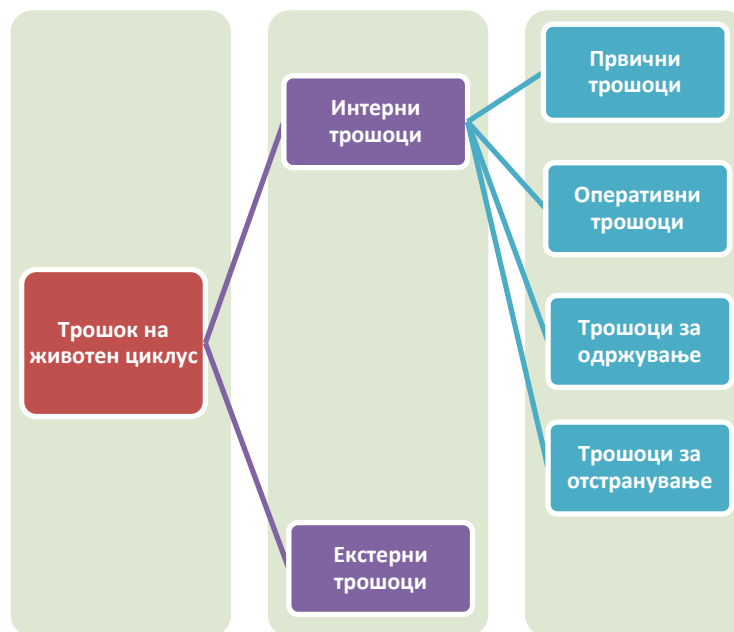 Трошок на
животен циклус
Интерни
трошоци
Екстерни
трошоци
Првични
трошоци
Оперативни
трошоци
Трошоци за
одржување
Трошоци за
отстранување